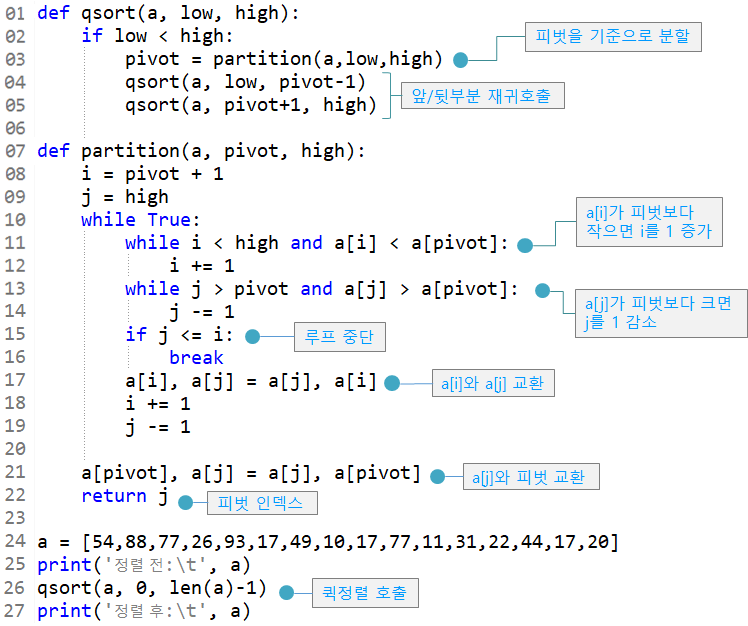 01 def qsort(a, low, high):
02     if low < high:
피벗을 기준으로 분할
03         pivot = partition(a,low,high)
04         qsort(a, low, pivot-1)
앞/뒷부분 재귀호출
05         qsort(a, pivot+1, high)
06
07 def partition(a, pivot, high):
08     i = pivot + 1
09     j = high
10     while True:
a[i]가 피벗보다
작으면 i를 1 증가
11         while i < high and a[i] < a[pivot]:
12             i += 1
13         while j > pivot and a[j] > a[pivot]:
a[j]가 피벗보다 크면
j를 1 감소
14             j -= 1
15         if j <= i:
루프 중단
16             break
17         a[i], a[j] = a[j], a[i]
a[i]와 a[j] 교환
18         i += 1
19         j -= 1
20
21     a[pivot], a[j] = a[j], a[pivot]
a[j]와 피벗 교환
22     return j
피벗 인덱스
23
24 a = [54,88,77,26,93,17,49,10,17,77,11,31,22,44,17,20]
25 print('정렬 전:\t', a)
26 qsort(a, 0, len(a)-1)
퀵정렬 호출
27 print('정렬 후:\t', a)